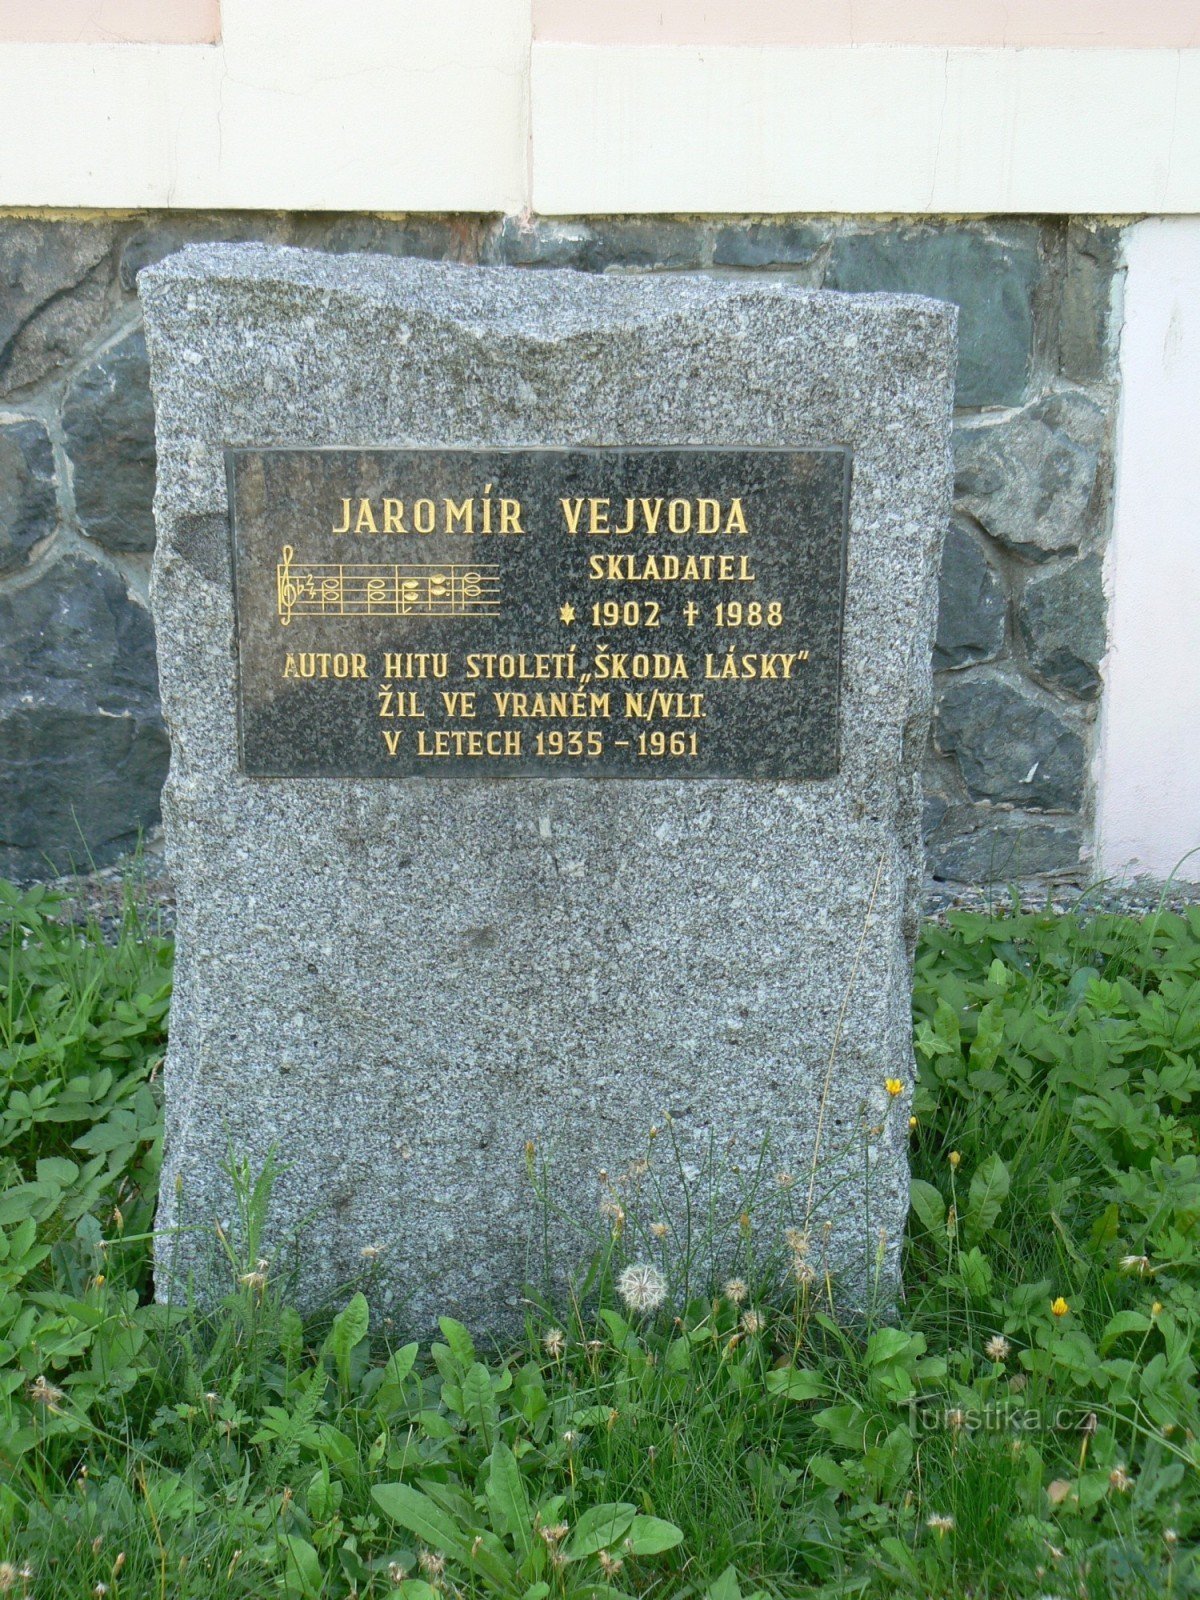 JAROMÍR VEJVODA
SKLADATEL
* 1902 ✝ 1988
AUTOR HITU STOLETÍ „ŠKODA LÁSKY"
ŽIL VE VRANÉM N/VLT.
V LETECH 1935 - 1961
Turistika.cz